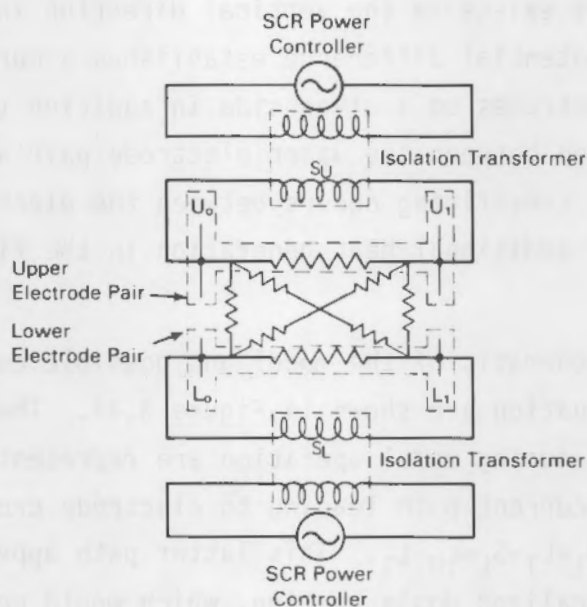 SCR Power
Controller
Isolation Transformer
S_U
U₀
U₁
Upper
Electrode Pair
Lower
Electrode Pair
L₀
L₁
S_L
Isolation Transformer
SCR Power
Controller